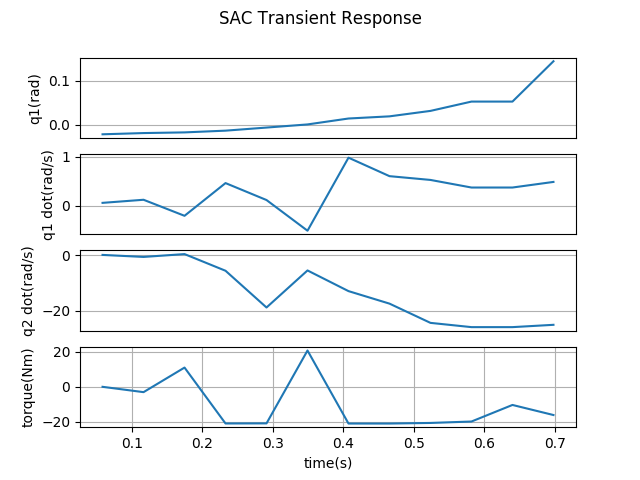 SAC Transient Response
q1(rad)
0.1
0.0
q1 dot(rad/s)
1
0
q2 dot(rad/s)
0
−20
torque(Nm)
20
0
−20
0.1 0.2 0.3 0.4 0.5 0.6 0.7
time(s)